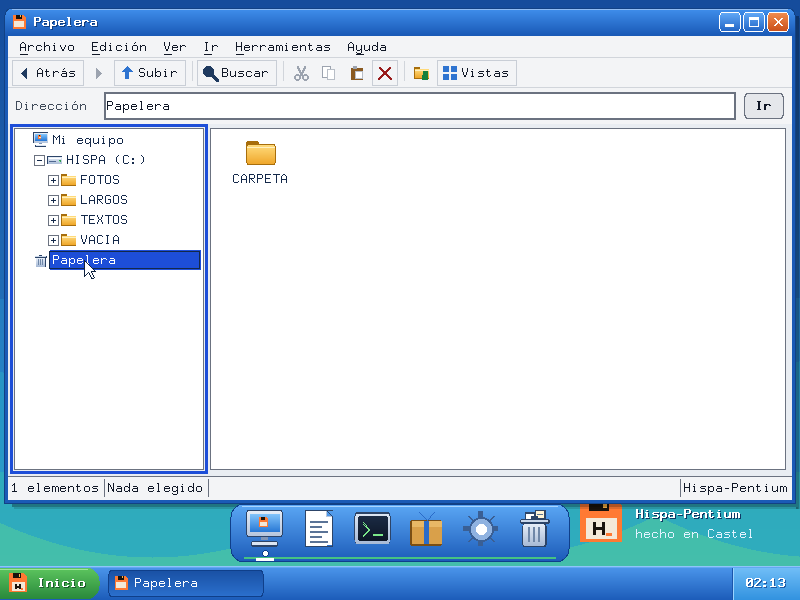 Papelera
Archivo Edición Ver Ir Herramientas Ayuda
Atrás Subir Buscar Vistas
Dirección Papelera Ir
Mi equipo
HISPA (C:)
FOTOS
LARGOS
TEXTOS
VACIA
Papelera
CARPETA
1 elementos Nada elegido Hispa-Pentium
H. Hispa-Pentium
hecho en Castel
Inicio Papelera 02:13